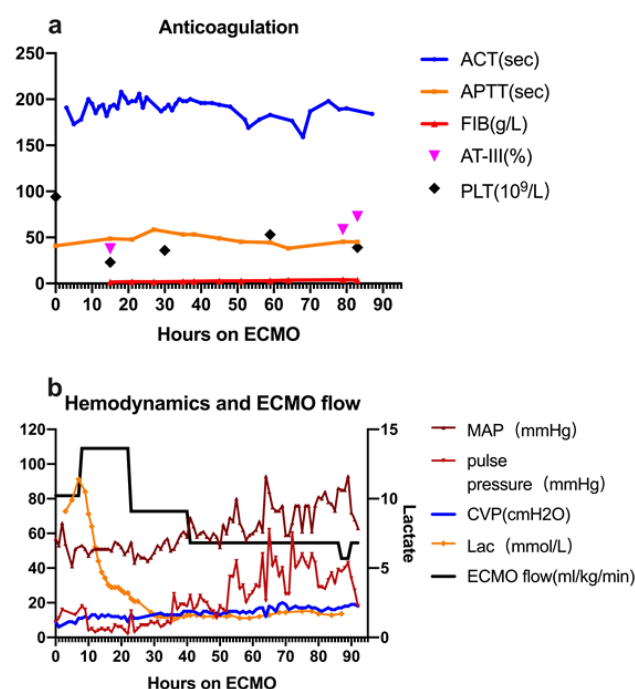 a
Anticoagulation
250
200
150
100
50
0
0 10 20 30 40 50 60 70 80 90
Hours on ECMO
ACT(sec)
APTT(sec)
FIB(g/L)
AT-III(%)
PLT(10⁹/L)
b
Hemodynamics and ECMO flow
120
100
80
60
40
20
0
15
10
5
0
Lactate
0 10 20 30 40 50 60 70 80 90
Hours on ECMO
MAP (mmHg)
pulse
pressure (mmHg)
CVP(cmH2O)
Lac (mmol/L)
ECMO flow(ml/kg/min)